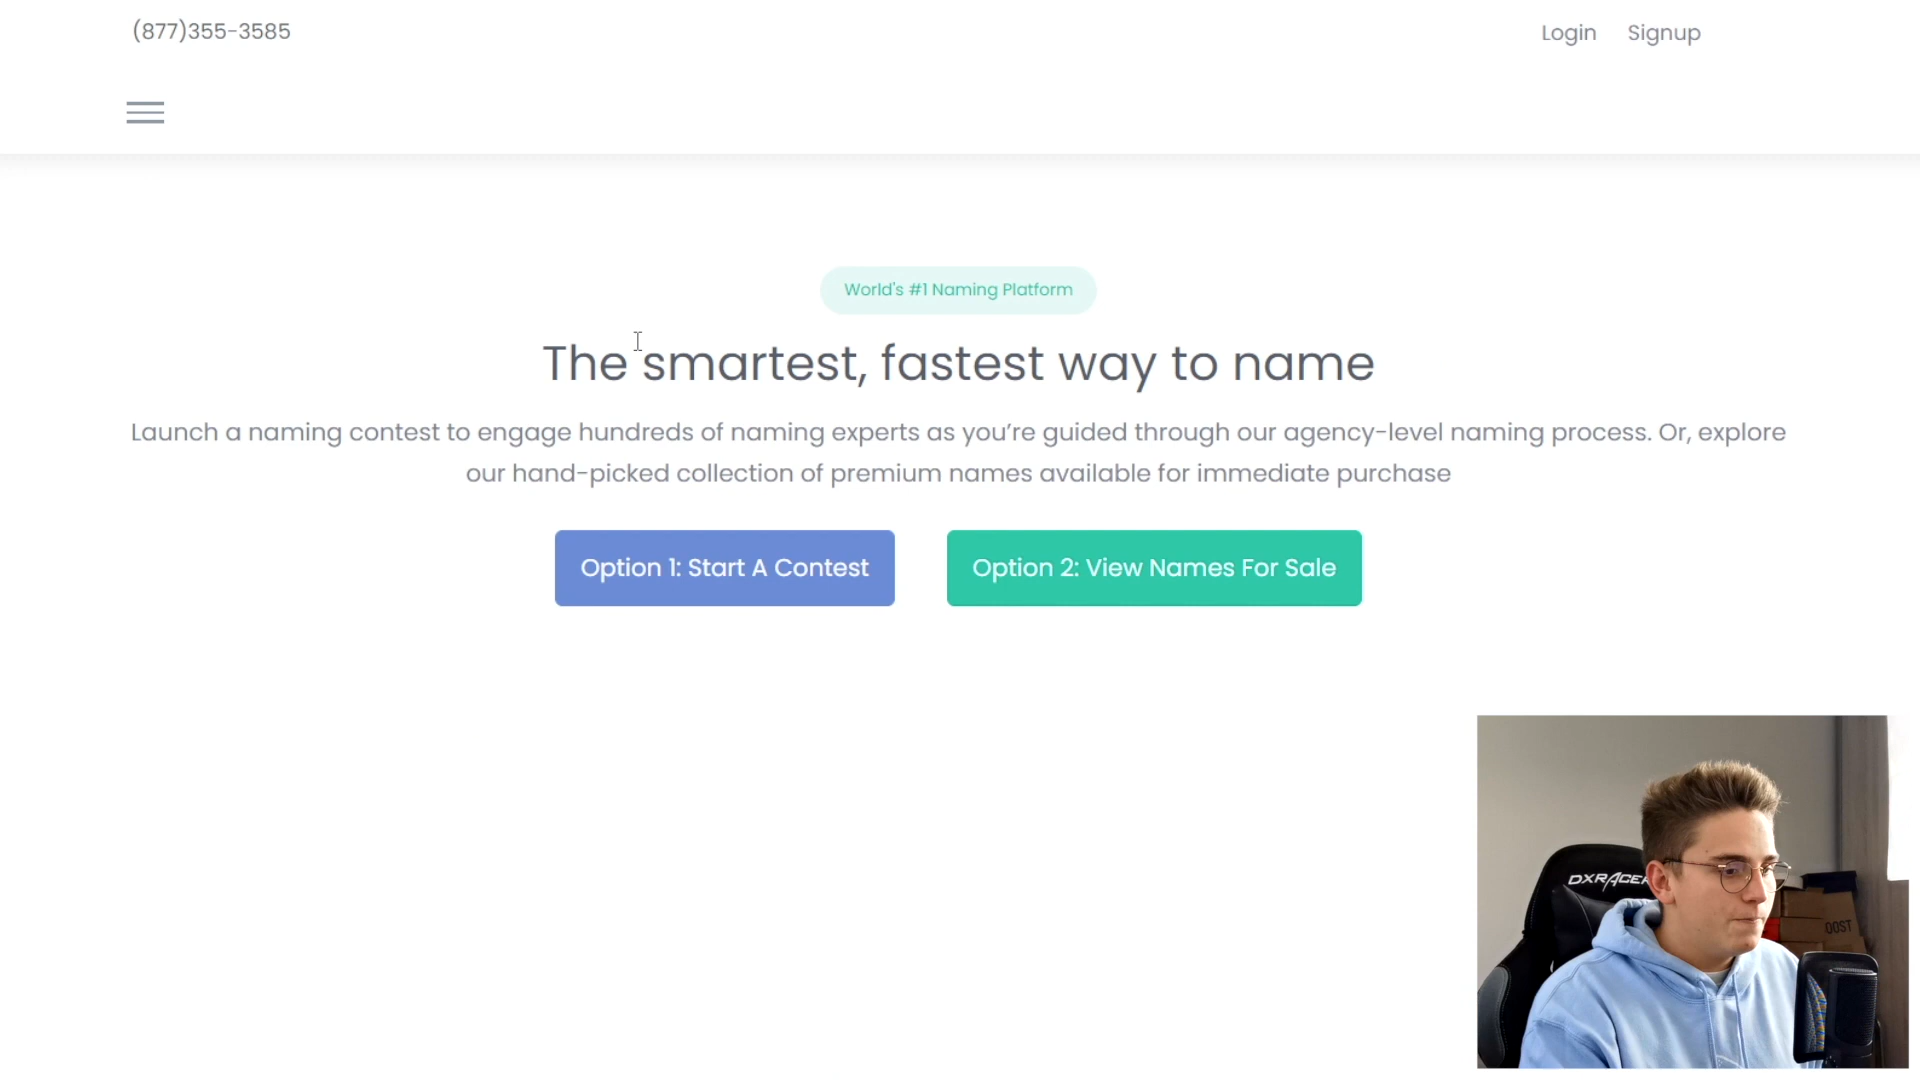 (877)355-3585
Login Signup
World's #1 Naming Platform
The smartest, fastest way to name
Launch a naming contest to engage hundreds of naming experts as you’re guided through our agency-level naming process. Or, explore
our hand-picked collection of premium names available for immediate purchase
Option 1: Start A Contest
Option 2: View Names For Sale
DXRACER
OOST